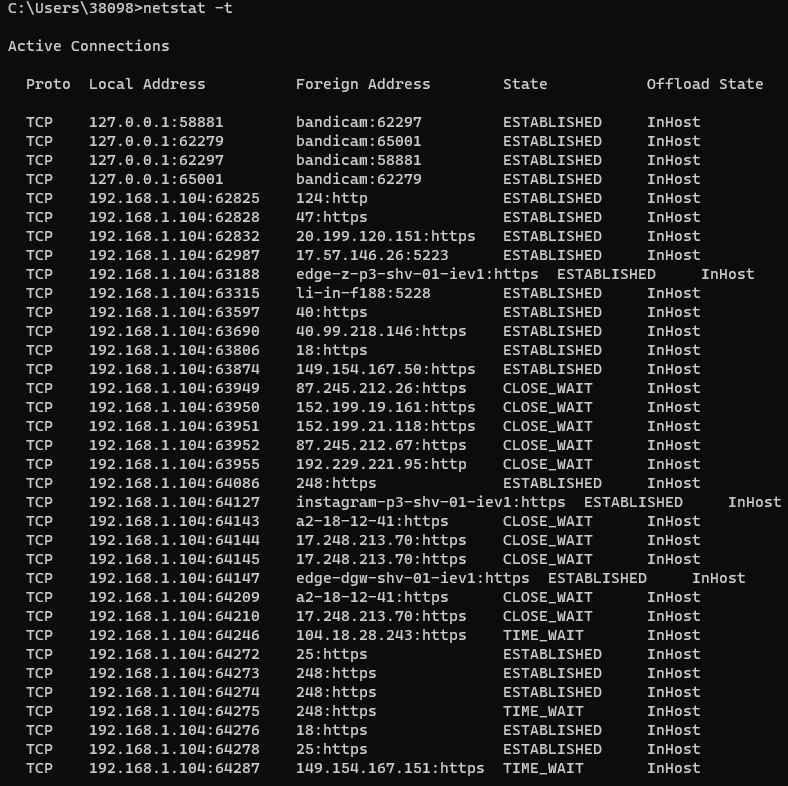 C:\Users\38098>netstat -t
Active Connections
Proto  Local Address          Foreign Address        State           Offload State
TCP    127.0.0.1:58881        bandicam:62297         ESTABLISHED     InHost
TCP    127.0.0.1:62279        bandicam:65001         ESTABLISHED     InHost
TCP    127.0.0.1:62297        bandicam:58881         ESTABLISHED     InHost
TCP    127.0.0.1:65001        bandicam:62279         ESTABLISHED     InHost
TCP    192.168.1.104:62825    124:http               ESTABLISHED     InHost
TCP    192.168.1.104:62828    47:https               ESTABLISHED     InHost
TCP    192.168.1.104:62832    20.199.120.151:https   ESTABLISHED     InHost
TCP    192.168.1.104:62987    17.57.146.26:5223      ESTABLISHED     InHost
TCP    192.168.1.104:63188    edge-z-p3-shv-01-iev1:https  ESTABLISHED     InHost
TCP    192.168.1.104:63315    li-in-f188:5228        ESTABLISHED     InHost
TCP    192.168.1.104:63597    40:https               ESTABLISHED     InHost
TCP    192.168.1.104:63690    40.99.218.146:https    ESTABLISHED     InHost
TCP    192.168.1.104:63806    18:https               ESTABLISHED     InHost
TCP    192.168.1.104:63874    149.154.167.50:https   ESTABLISHED     InHost
TCP    192.168.1.104:63949    87.245.212.26:https    CLOSE_WAIT      InHost
TCP    192.168.1.104:63950    152.199.19.161:https   CLOSE_WAIT      InHost
TCP    192.168.1.104:63951    152.199.21.118:https   CLOSE_WAIT      InHost
TCP    192.168.1.104:63952    87.245.212.67:https    CLOSE_WAIT      InHost
TCP    192.168.1.104:63955    192.229.221.95:http    CLOSE_WAIT      InHost
TCP    192.168.1.104:64086    248:https              ESTABLISHED     InHost
TCP    192.168.1.104:64127    instagram-p3-shv-01-iev1:https  ESTABLISHED     InHost
TCP    192.168.1.104:64143    a2-18-12-41:https      CLOSE_WAIT      InHost
TCP    192.168.1.104:64144    17.248.213.70:https    CLOSE_WAIT      InHost
TCP    192.168.1.104:64145    17.248.213.70:https    CLOSE_WAIT      InHost
TCP    192.168.1.104:64147    edge-dgw-shv-01-iev1:https  ESTABLISHED     InHost
TCP    192.168.1.104:64209    a2-18-12-41:https      CLOSE_WAIT      InHost
TCP    192.168.1.104:64210    17.248.213.70:https    CLOSE_WAIT      InHost
TCP    192.168.1.104:64246    104.18.28.243:https    TIME_WAIT       InHost
TCP    192.168.1.104:64272    25:https               ESTABLISHED     InHost
TCP    192.168.1.104:64273    248:https              ESTABLISHED     InHost
TCP    192.168.1.104:64274    248:https              ESTABLISHED     InHost
TCP    192.168.1.104:64275    248:https              TIME_WAIT       InHost
TCP    192.168.1.104:64276    18:https               ESTABLISHED     InHost
TCP    192.168.1.104:64278    25:https               ESTABLISHED     InHost
TCP    192.168.1.104:64287    149.154.167.151:https  TIME_WAIT       InHost